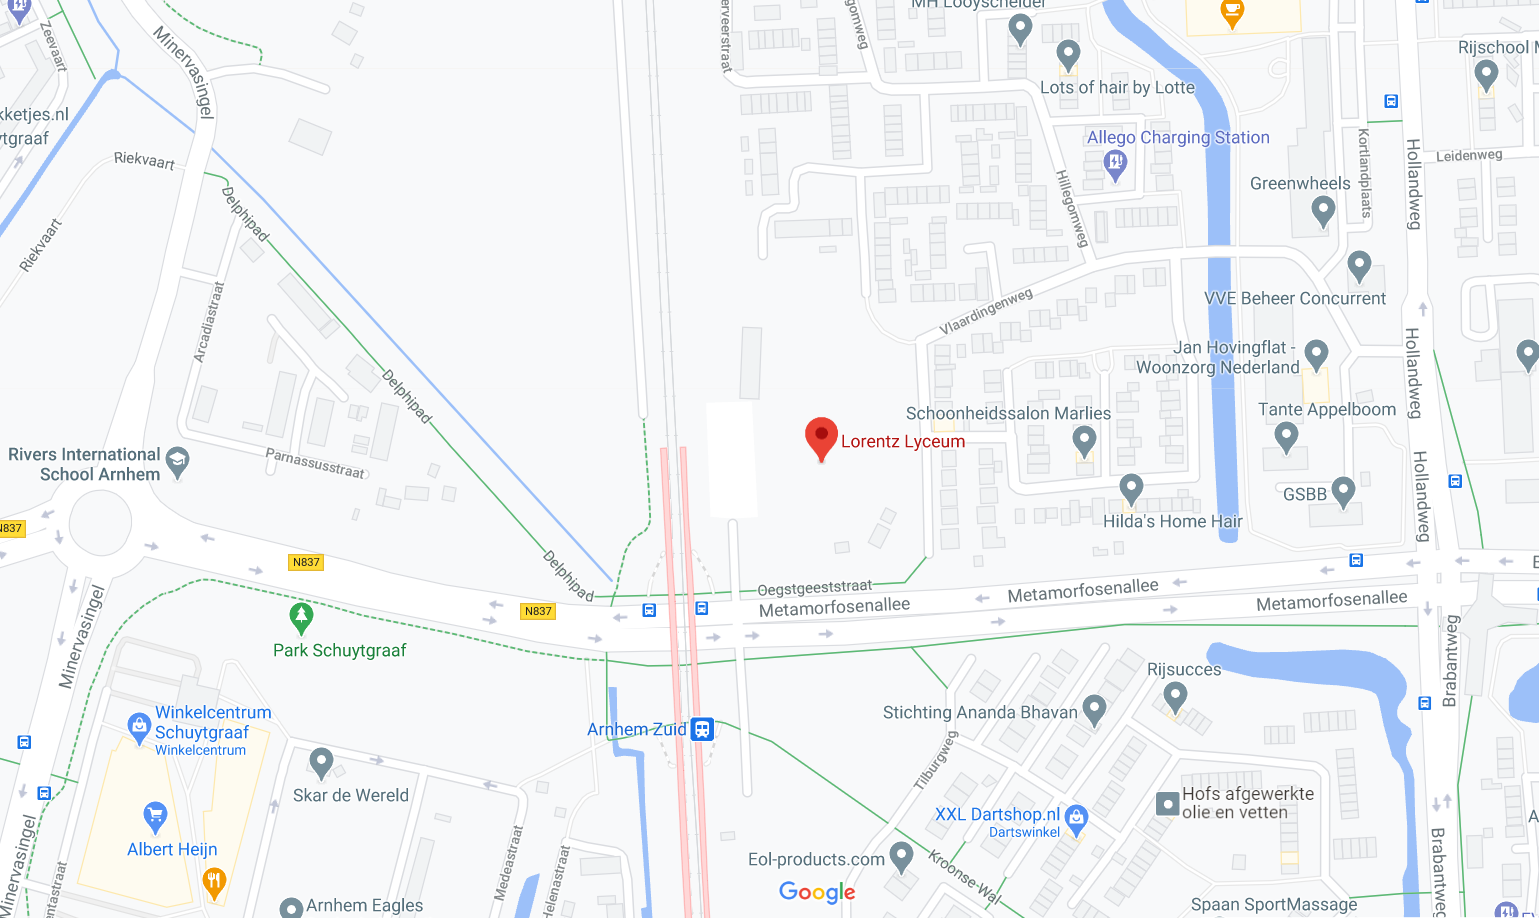 MH Looyscheider
Zeevaart
Minervasingel
erveerstraat
gomweg
Rijschool M
Lots of hair by Lotte
kketjes.nl
ytgraaf
Allego Charging Station
Kortlandplaats
Hollandweg
Leidenweg
Riekvaart
Greenwheels
Delphipad
Hillegomweg
Riekvaart
Arcadiastraat
Vlaardingenweg
VVE Beheer Concurrent
Hollandweg
Jan Hovingflat -
Woonzorg Nederland
Delphipad
Schoonheidssalon Marlies
Tante Appelboom
Lorentz Lyceum
Rivers International
School Arnhem
Parnassusstraat
Hollandweg
GSBB
Hilda's Home Hair
N837
N837
Delphipad
Oegstgeeststraat
Metamorfosenallee
Metamorfosenallee
Metamorfosenallee
N837
Minervasingel
Park Schuytgraaf
Brabantweg
Rijsucces
Winkelcentrum
Schuytgraaf
Winkelcentrum
Stichting Ananda Bhavan
Arnhem Zuid
Tilburgweg
Skar de Wereld
Hofs afgewerkte
olie en vetten
XXL Dartshop.nl
Dartswinkel
Minervasingel
Albert Heijn
Medeastraat
Helenastraat
Eol-products.com
Kroonse-Wal
Brabantweg
Google
entastraat
Arnhem Eagles
Spaan SportMassage